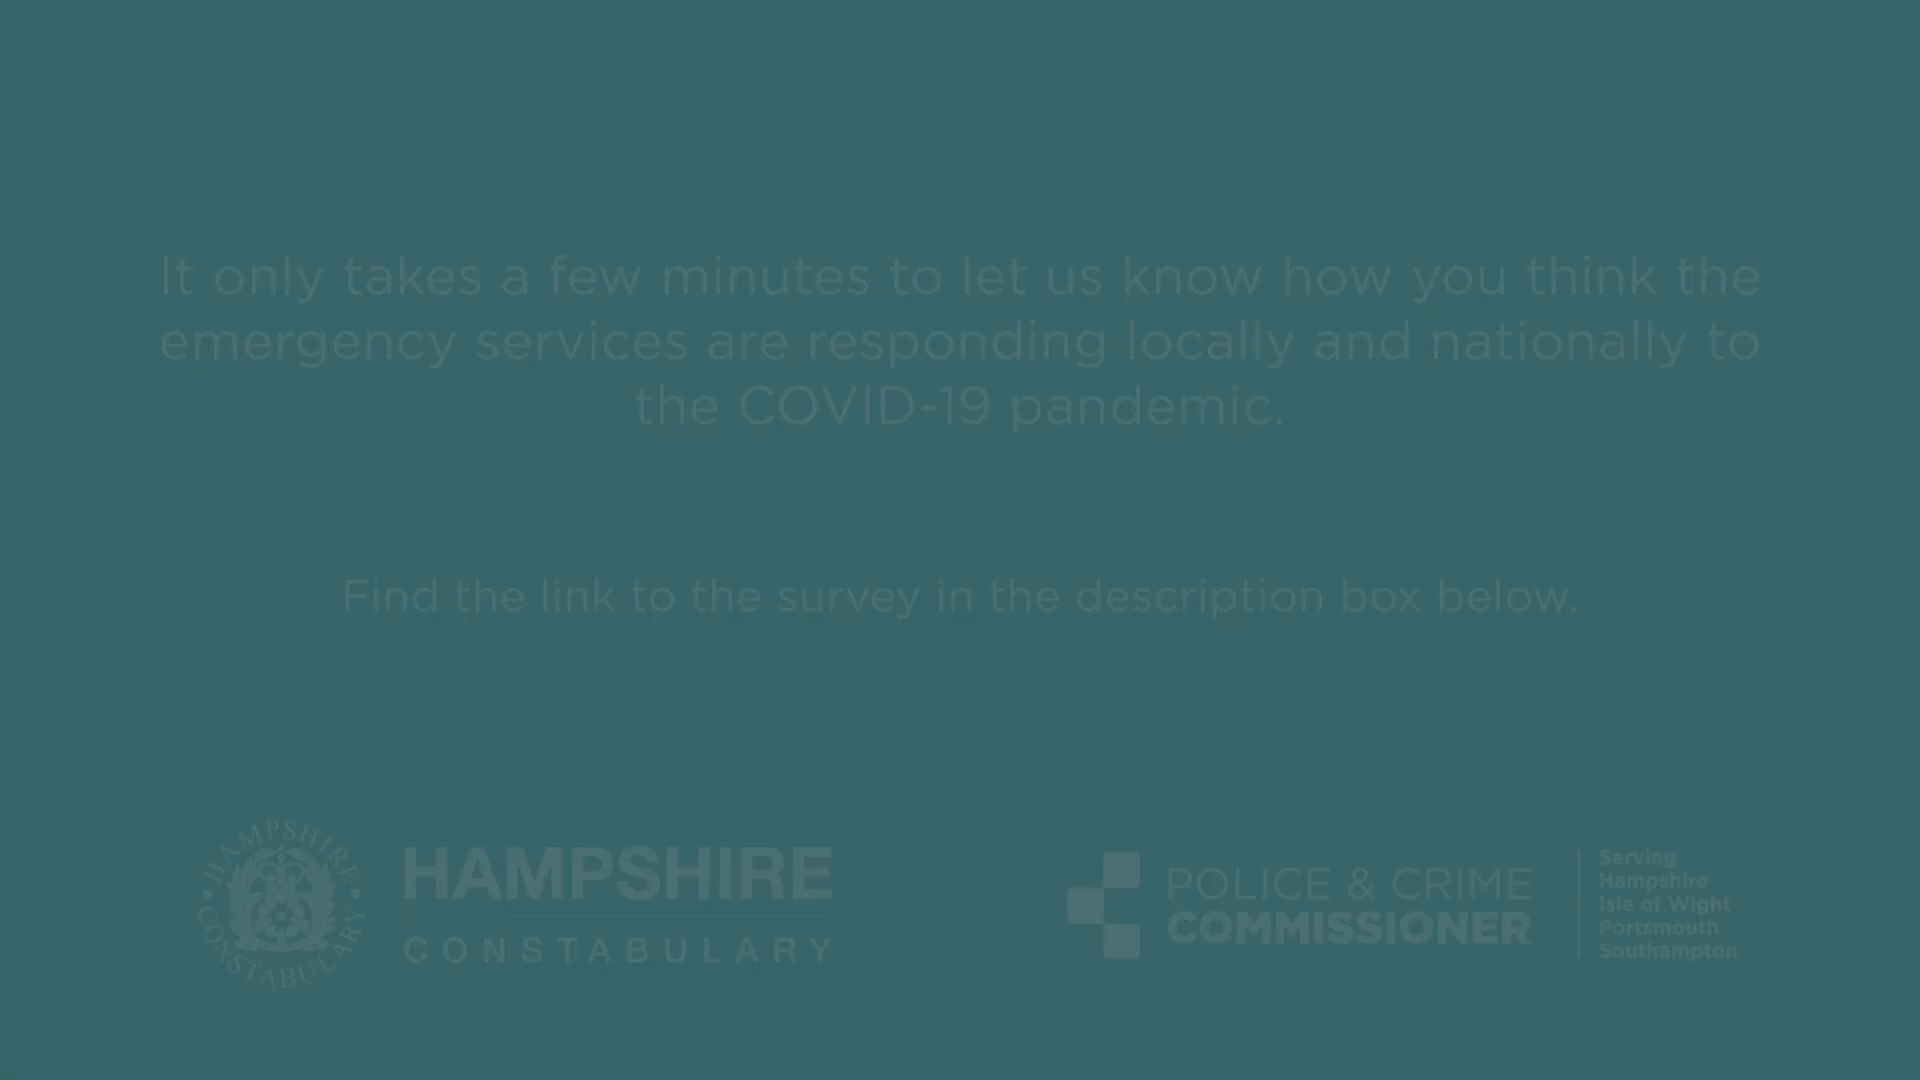 It only takes a few minutes to let us know how you think the
emergency services are responding locally and nationally to
the COVID-19 pandemic.
Find the link to the survey in the description box below.
HAMPSHIRE
CONSTABULARY
HAMPSHIRE
CONSTABULARY
POLICE & CRIME
COMMISSIONER
Serving
Hampshire
Isle of Wight
Portsmouth
Southampton